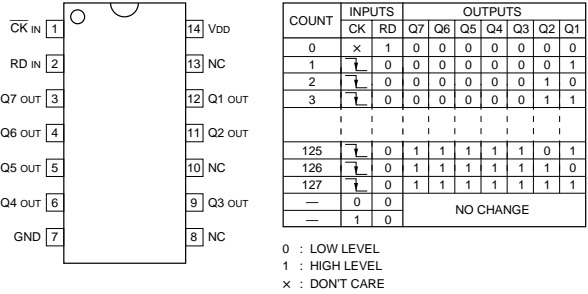 CK IN 1
RD IN 2
Q7 OUT 3
Q6 OUT 4
Q5 OUT 5
Q4 OUT 6
GND 7
14 VDD
13 NC
12 Q1 OUT
11 Q2 OUT
10 NC
9 Q3 OUT
8 NC
COUNT INPUTS OUTPUTS
CK RD Q7 Q6 Q5 Q4 Q3 Q2 Q1
0 × 1 0 0 0 0 0 0 0
1 0 0 0 0 0 0 0 1
2 0 0 0 0 0 0 1 0
3 0 0 0 0 0 0 1 1
125 0 1 1 1 1 1 0 1
126 0 1 1 1 1 1 1 0
127 0 1 1 1 1 1 1 1
— 0 0 NO CHANGE
— 1 0
0 : LOW LEVEL
1 : HIGH LEVEL
× : DON'T CARE